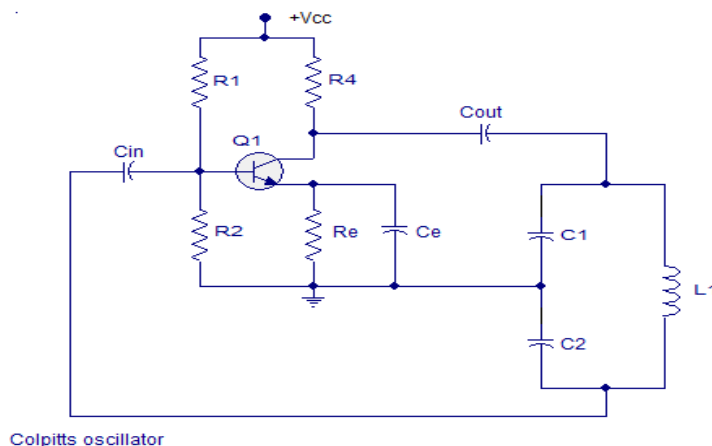 +Vcc
R1
R4
Cout
Q1
Cin
R2
Re
Ce
C1
L1
C2
Colpitts oscillator